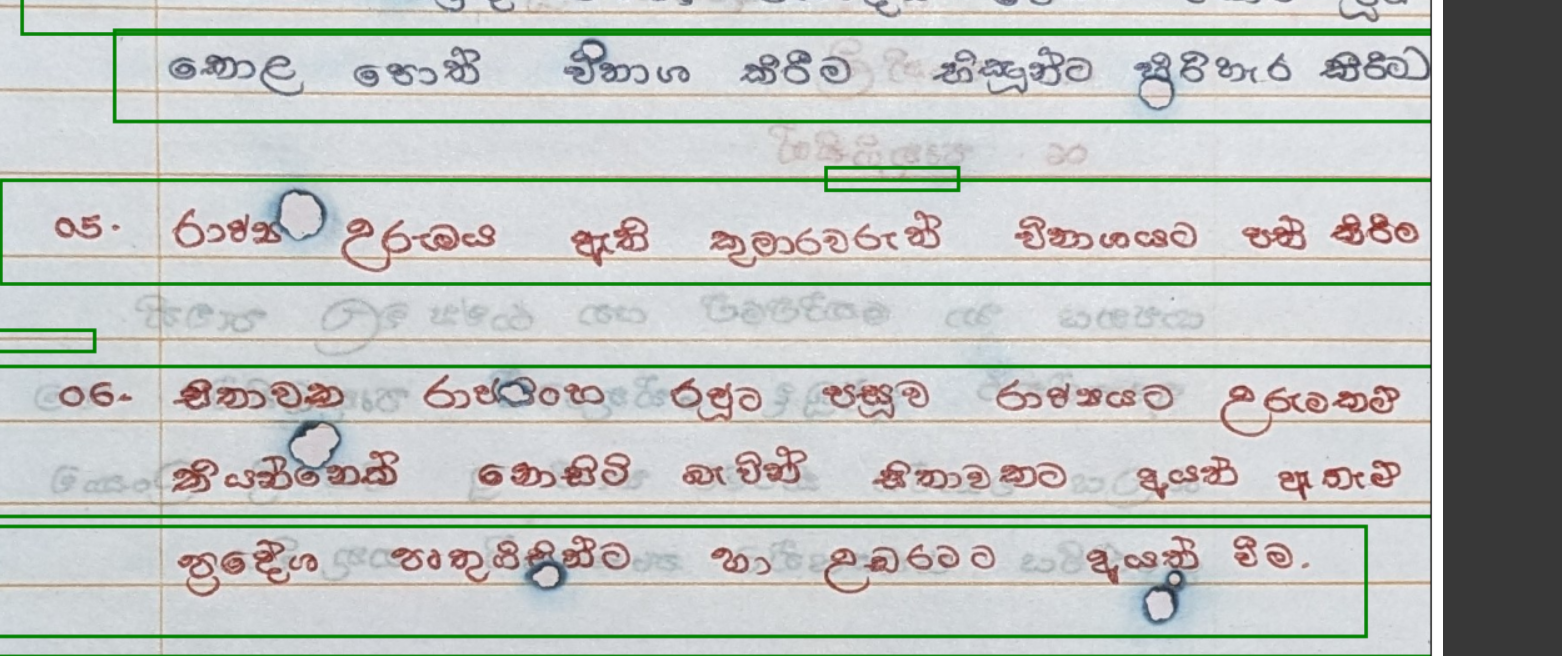 තොළ පොත් විනාශ කිරීම භික්‍ෂූන්ට හිරිහැර කිරීම
05. රාජ්‍ය උරුමය ඇති කුමාරවරුන් විනාශයට පත් කිරීම
06. සීතාවක රාජසිංහ රජුට පසුව රාජ්‍යයට උරුමකම්
කියන්නෙක් නොසිටි බැවින් සීතාවකට අයත් ඇතැම්
ප්‍රදේශ පෘතුගීසීන්ට හා උඩරටට අයත් වීම.